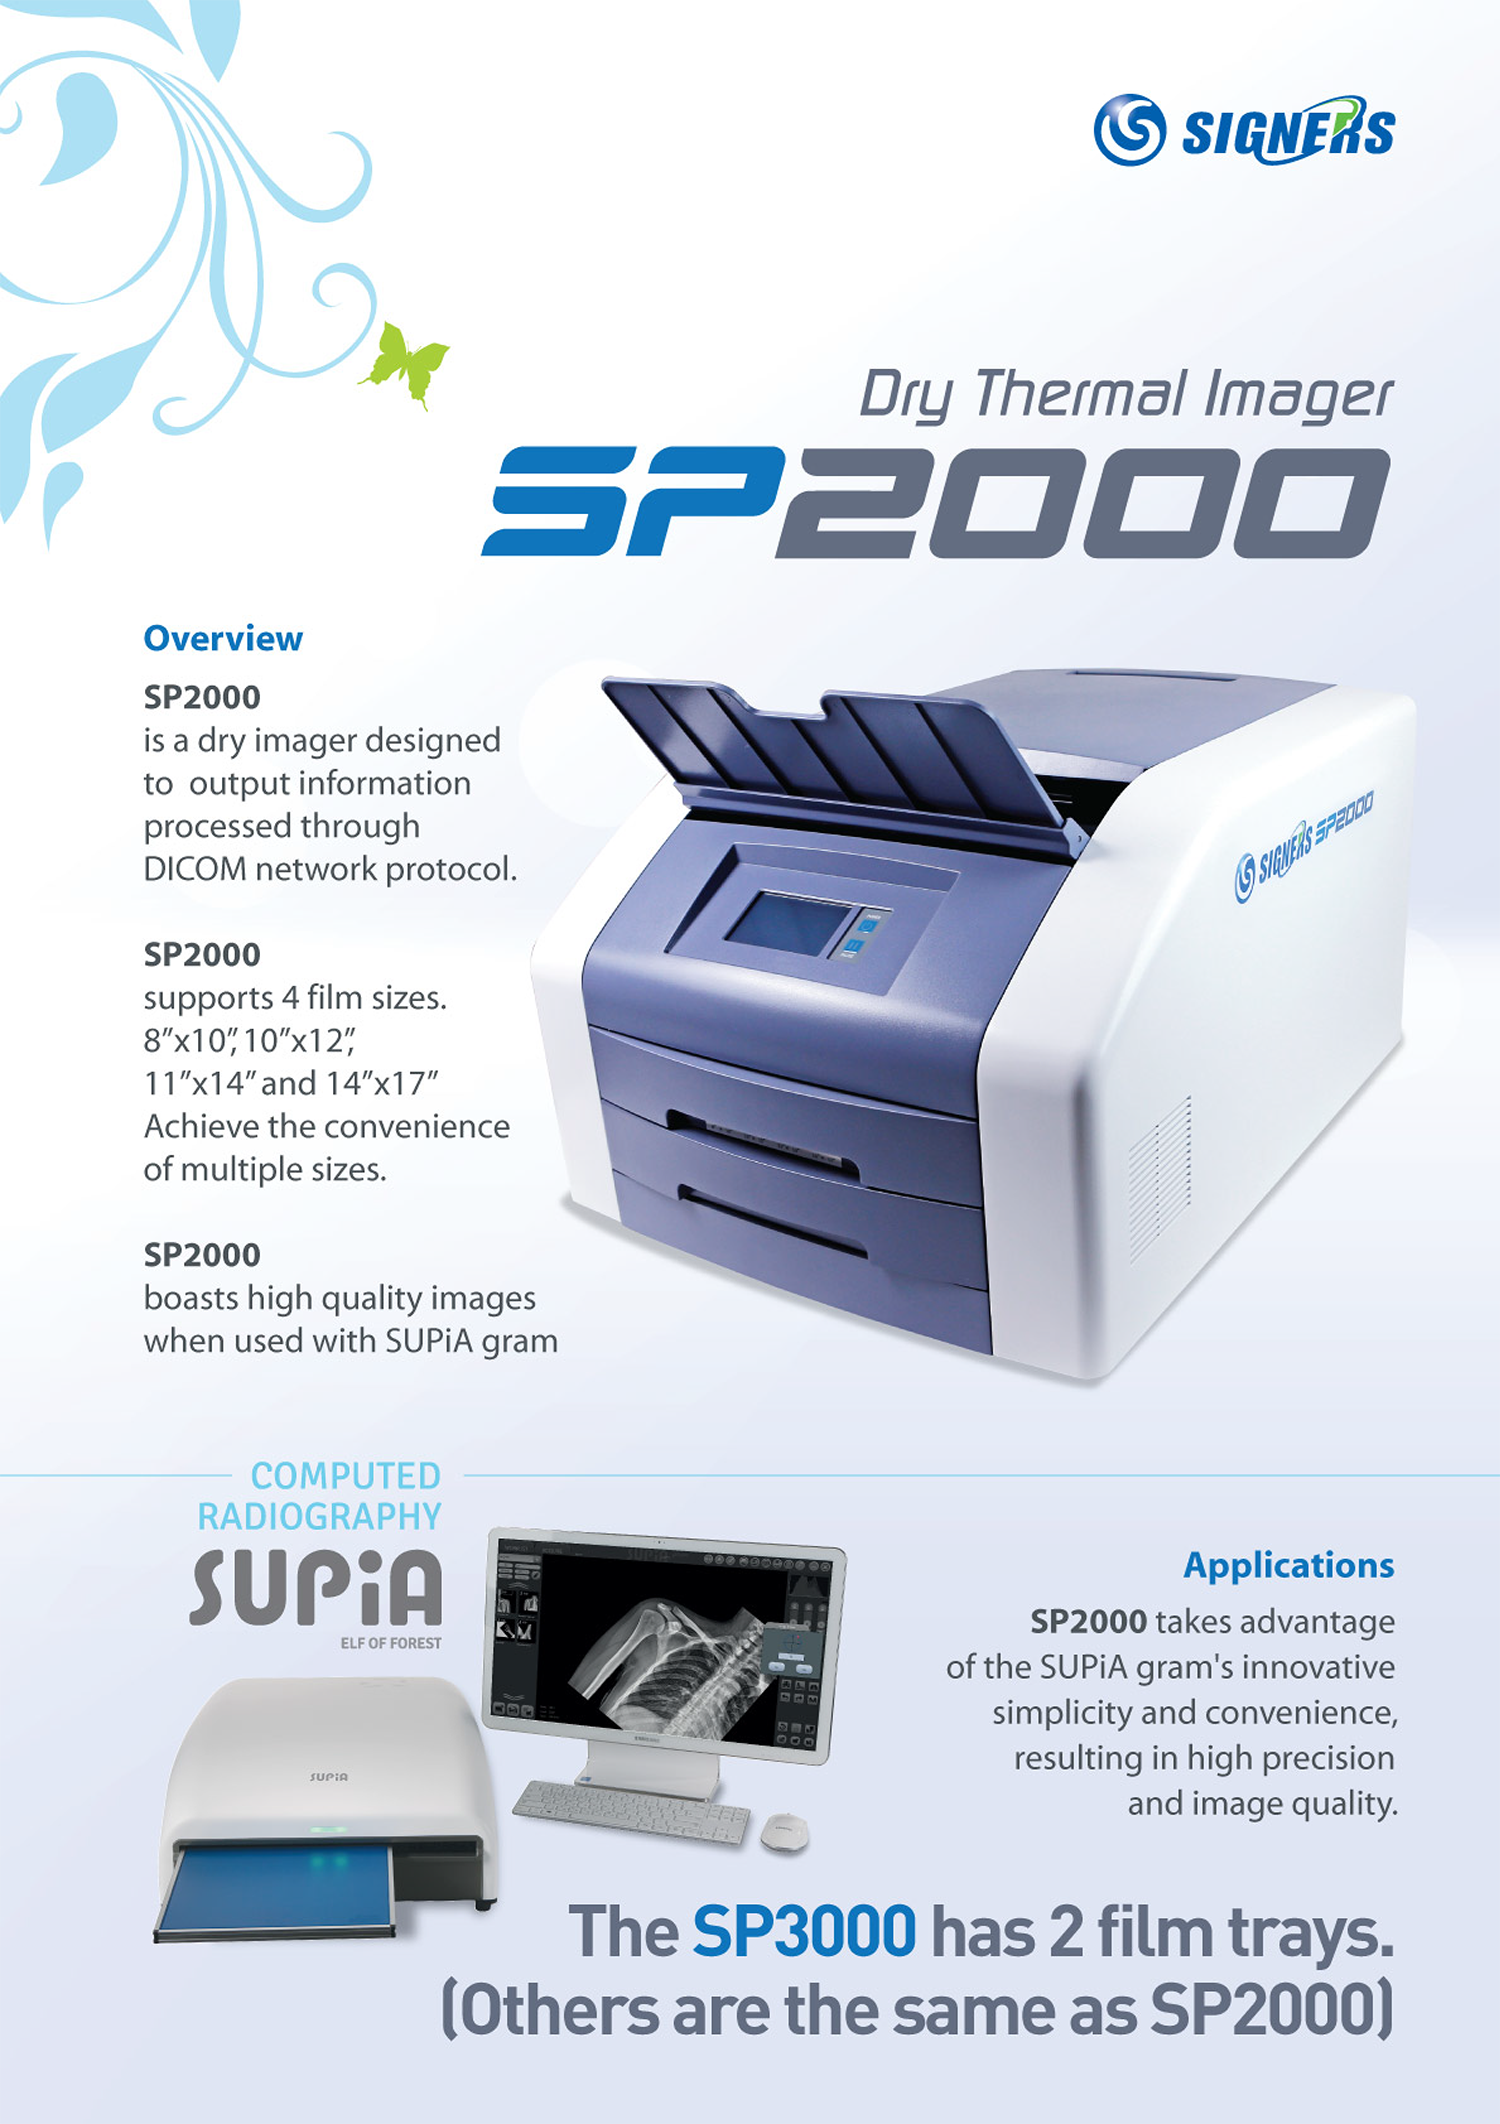 SIGNERS
Dry Thermal Imager
SP2000
Overview
SP2000
is a dry imager designed
to output information
processed through
DICOM network protocol.
SP2000
supports 4 film sizes.
8”x10”, 10”x12”,
11”x14” and 14”x17”
Achieve the convenience
of multiple sizes.
SP2000
boasts high quality images
when used with SUPiA gram
SIGNERS SP2000
COMPUTED
RADIOGRAPHY
SUPiA
ELF OF FOREST
SUPiA
Applications
SP2000 takes advantage
of the SUPiA gram's innovative
simplicity and convenience,
resulting in high precision
and image quality.
The SP3000 has 2 film trays.
(Others are the same as SP2000)